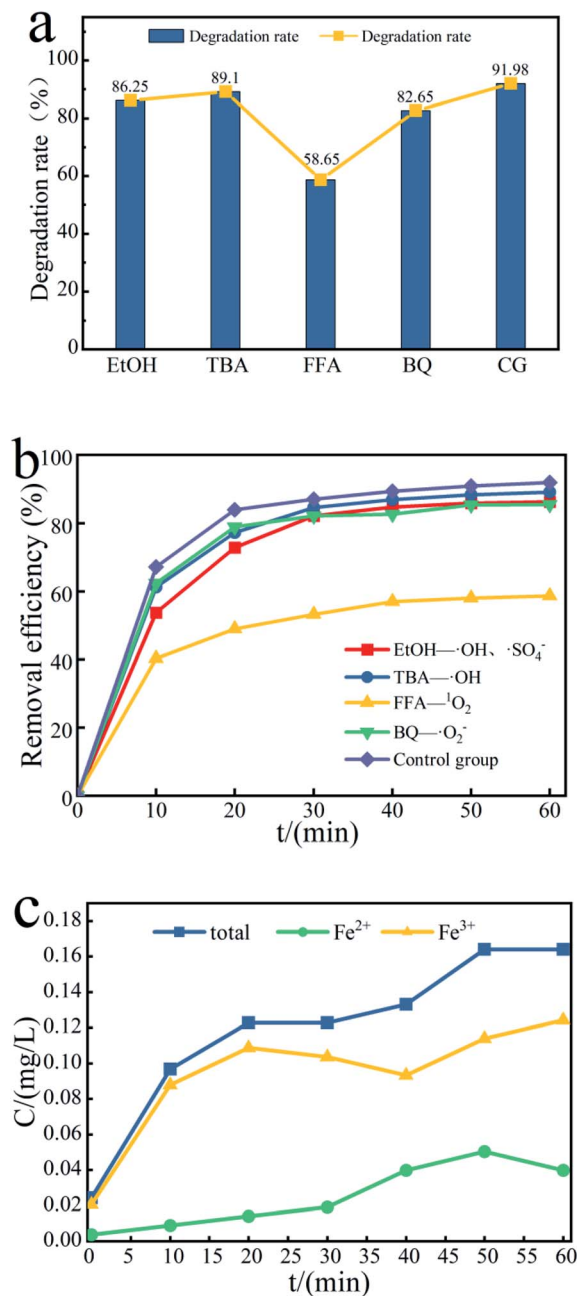 a
Degradation rate Degradation rate
Degradation rate (%)
100
80
60
40
20
0
86.25 89.1 58.65 82.65 91.98
EtOH TBA FFA BQ CG
b
Removal efficiency (%)
100
80
60
40
20
0
EtOH—·OH、·SO₄⁻
TBA—·OH
FFA—¹O₂
BQ—·O₂⁻
Control group
0 10 20 30 40 50 60
t/(min)
c
total Fe²⁺ Fe³⁺
C/(mg/L)
0.18
0.16
0.14
0.12
0.10
0.08
0.06
0.04
0.02
0.00
0 5 10 15 20 25 30 35 40 45 50 55 60
t/(min)